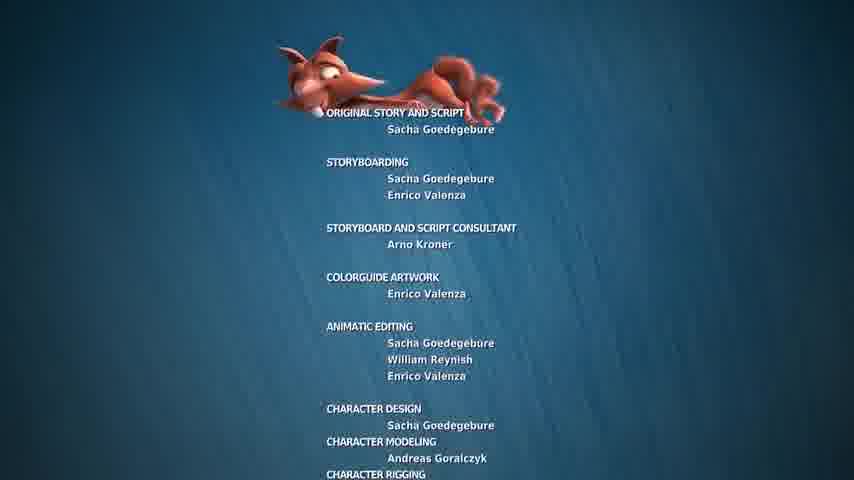 ORIGINAL STORY AND SCRIPT
Sacha Goedegebure
STORYBOARDING
Sacha Goedegebure
Enrico Valenza
STORYBOARD AND SCRIPT CONSULTANT
Arno Kroner
COLORGUIDE ARTWORK
Enrico Valenza
ANIMATIC EDITING
Sacha Goedegebure
William Reynish
Enrico Valenza
CHARACTER DESIGN
Sacha Goedegebure
CHARACTER MODELING
Andreas Goralczyk
CHARACTER RIGGING